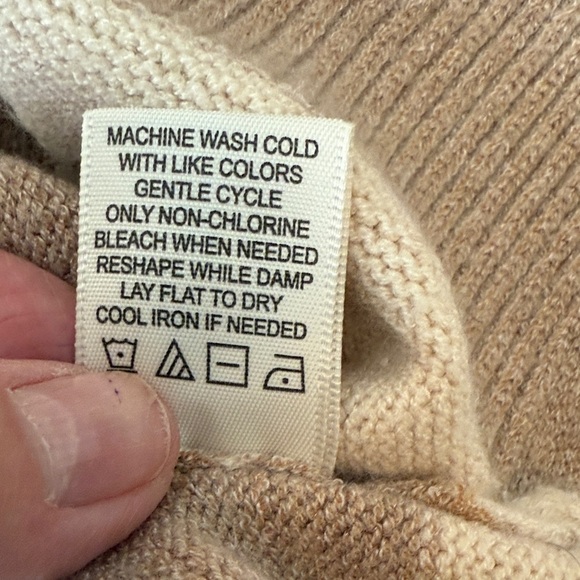 MACHINE WASH COLD
WITH LIKE COLORS
GENTLE CYCLE
ONLY NON-CHLORINE
BLEACH WHEN NEEDED
RESHAPE WHILE DAMP
LAY FLAT TO DRY
COOL IRON IF NEEDED